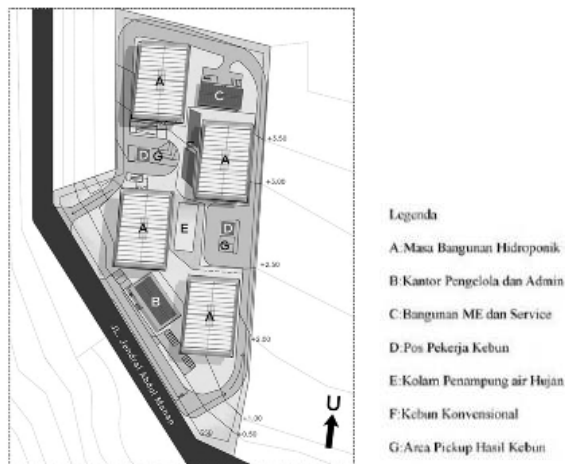 A
C
A
+3.50
D G
+3.00
A
E
D
G
+2.50
B
A
+2.00
JL. Jendral Abdul Manan
U
+1.00
+0.50
GSB
Legenda
A:Masa Bangunan Hidroponik
B:Kantor Pengelola dan Admin
C:Bangunan ME dan Service
D:Pos Pekerja Kebun
E:Kolam Penampung air Hujan
F:Kebun Konvensional
G:Area Pickup Hasil Kebun